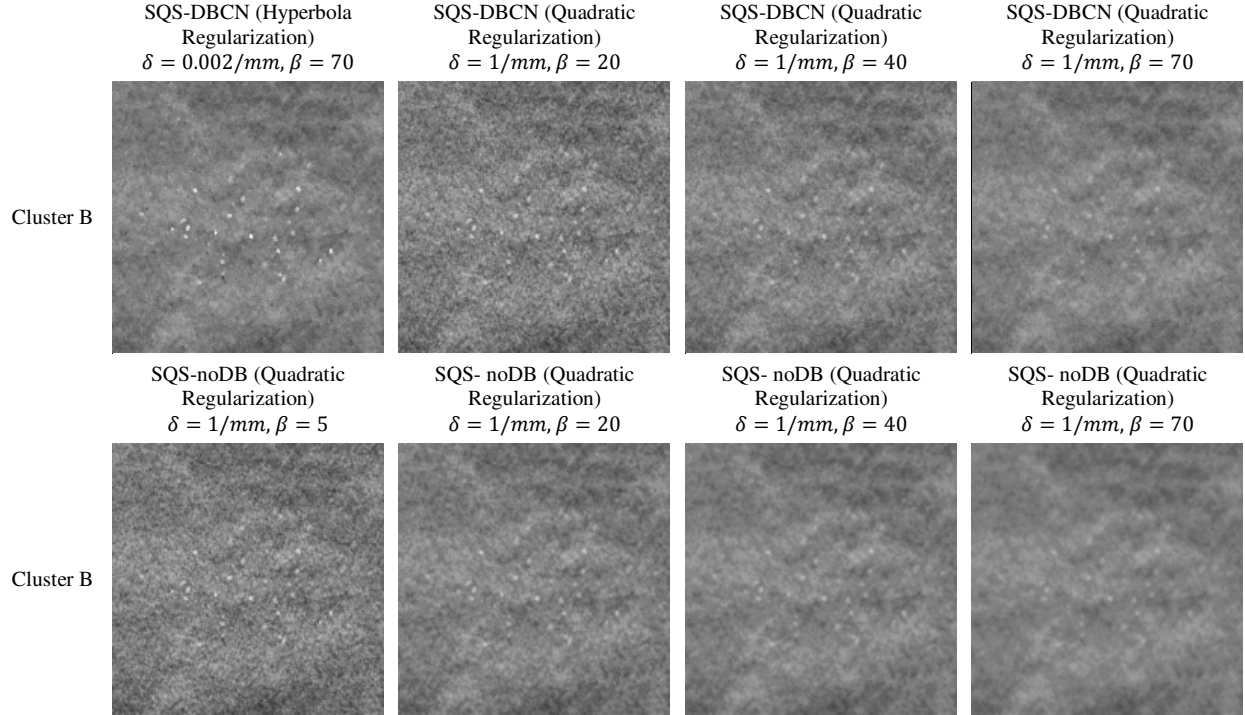 SQS-DBCN (Hyperbola
Regularization)
δ = 0.002/mm, β = 70
SQS-DBCN (Quadratic
Regularization)
δ = 1/mm, β = 20
SQS-DBCN (Quadratic
Regularization)
δ = 1/mm, β = 40
SQS-DBCN (Quadratic
Regularization)
δ = 1/mm, β = 70
Cluster B
SQS-noDB (Quadratic
Regularization)
δ = 1/mm, β = 5
SQS- noDB (Quadratic
Regularization)
δ = 1/mm, β = 20
SQS- noDB (Quadratic
Regularization)
δ = 1/mm, β = 40
SQS- noDB (Quadratic
Regularization)
δ = 1/mm, β = 70
Cluster B